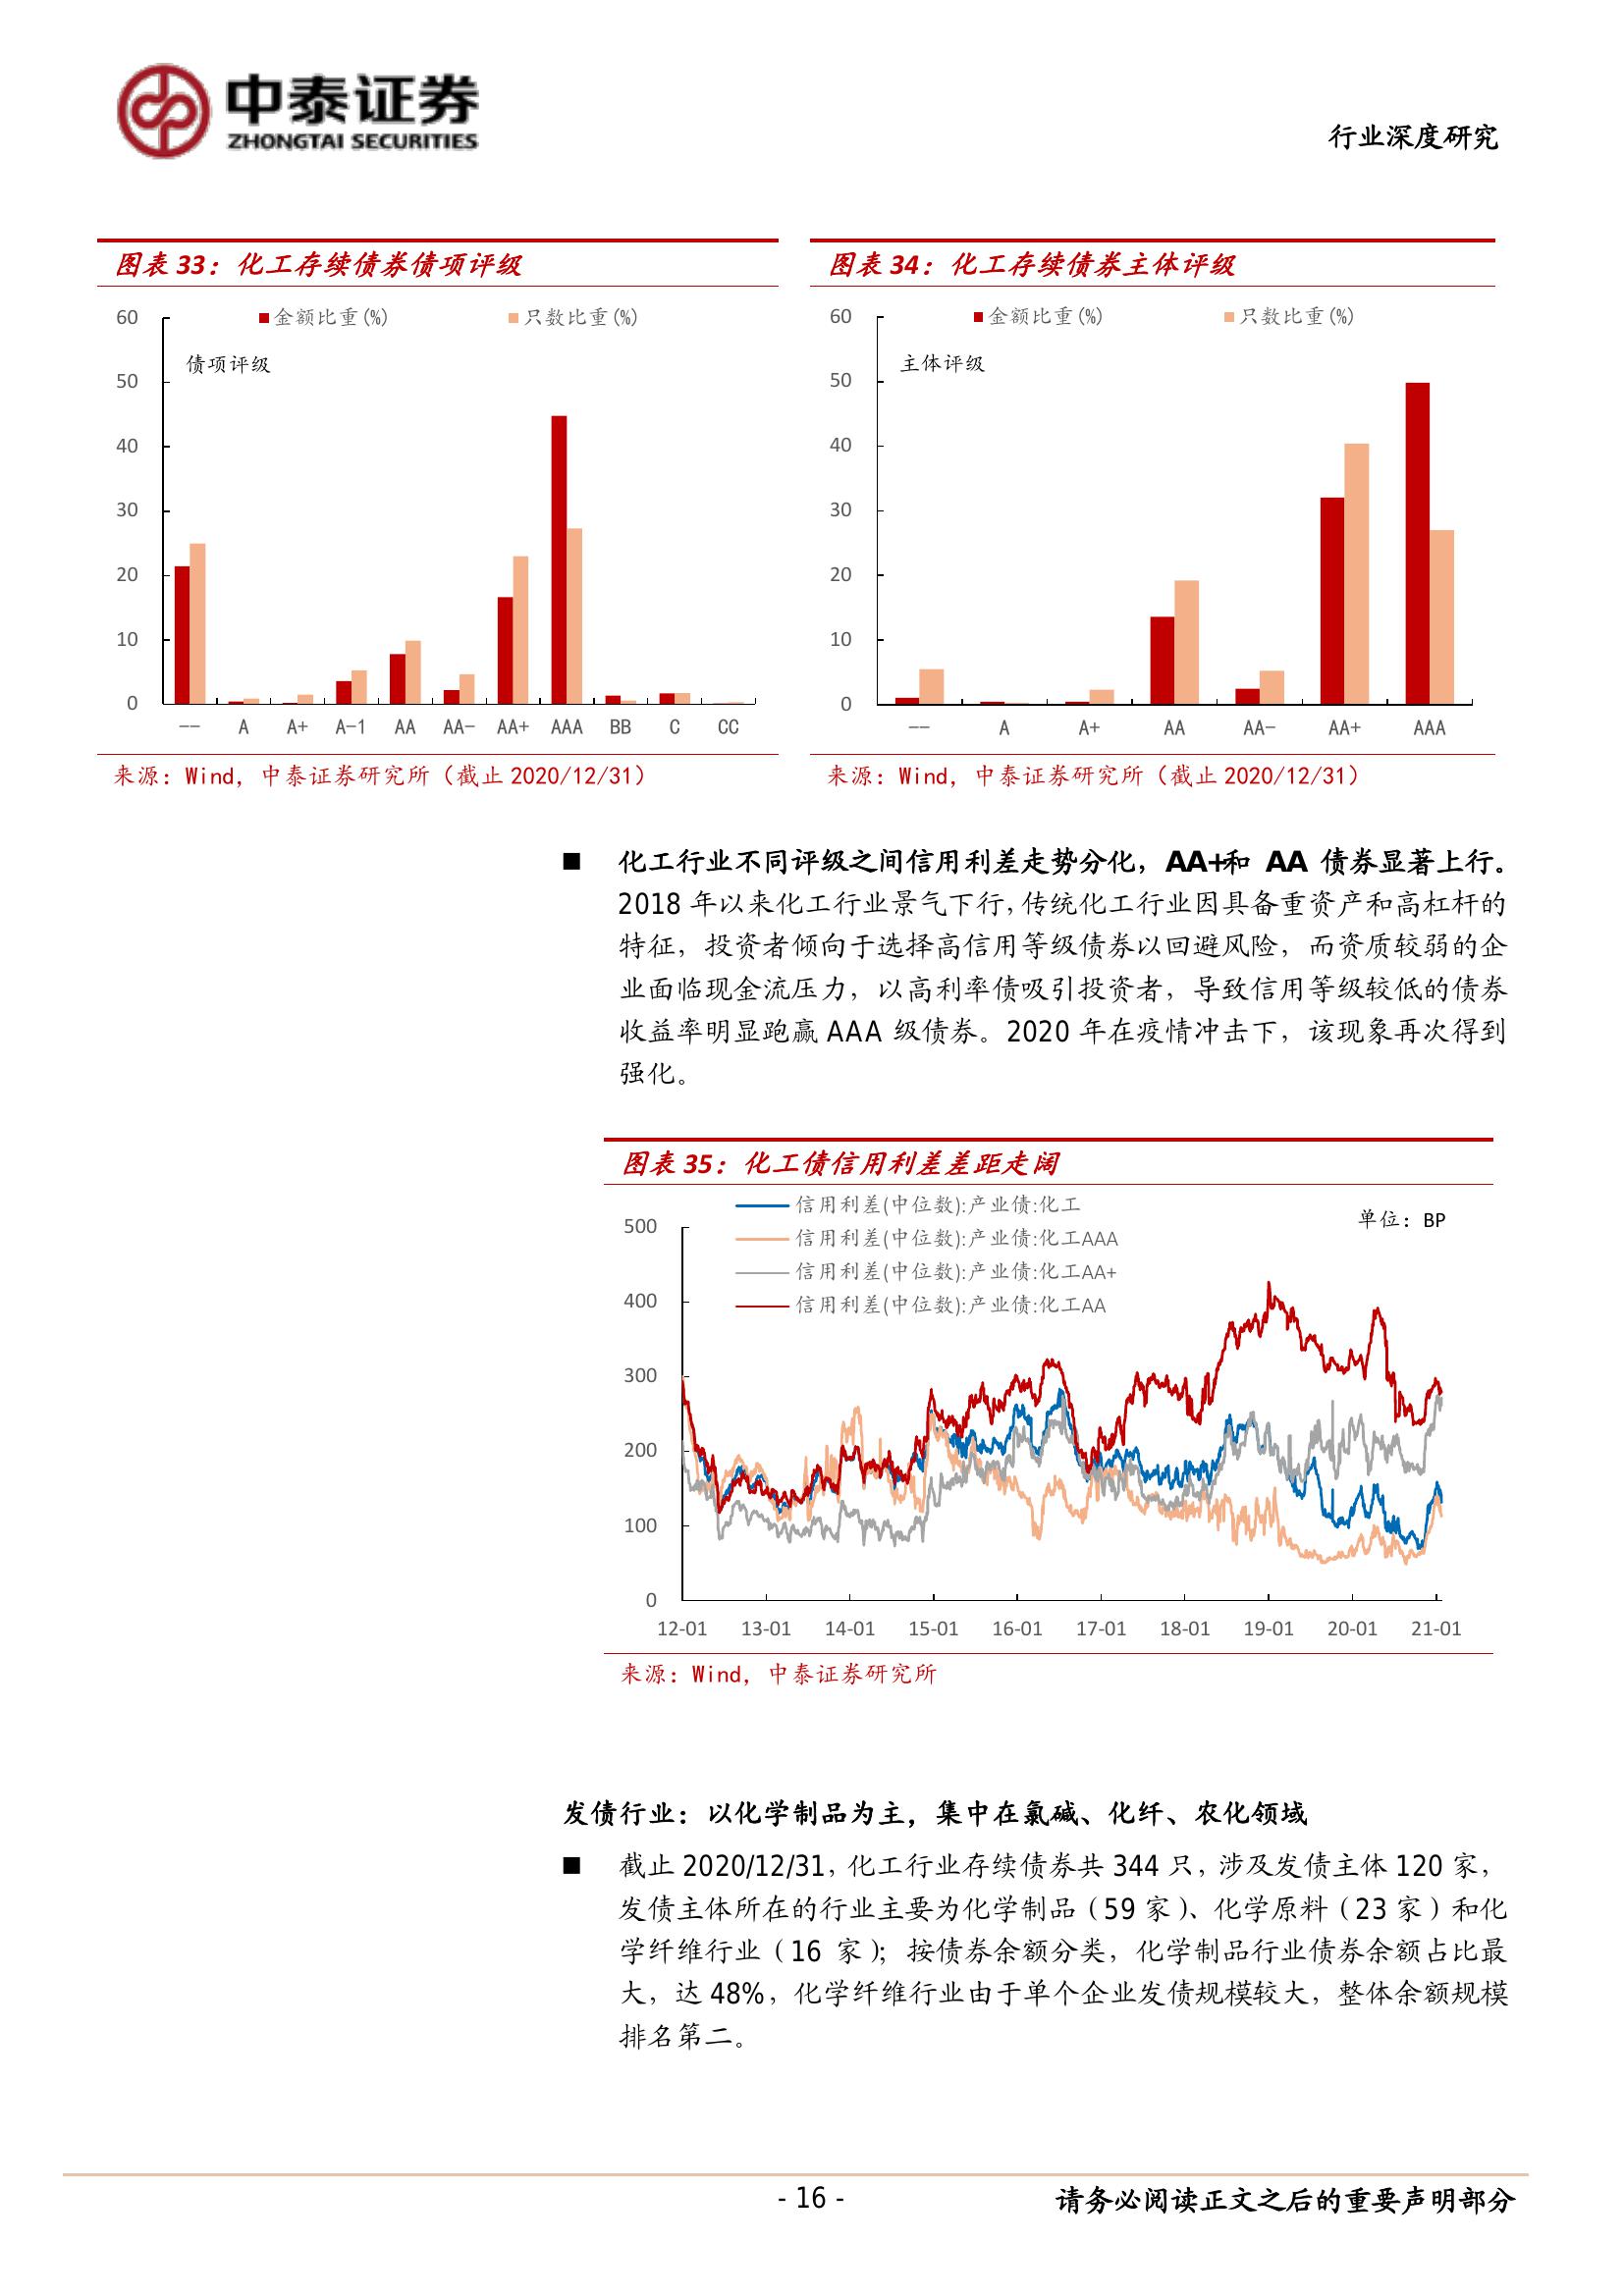 中泰证券
ZHONGTAI SECURITIES
行业深度研究
图表 33：化工存续债券债项评级
金额比重(%) 只数比重(%)
债项评级
60
50
40
30
20
10
0
—— A A+ A-1 AA AA- AA+ AAA BB C CC
来源：Wind，中泰证券研究所（截止 2020/12/31）
图表 34：化工存续债券主体评级
金额比重(%) 只数比重(%)
主体评级
60
50
40
30
20
10
0
—— A A+ AA AA- AA+ AAA
来源：Wind，中泰证券研究所（截止 2020/12/31）
■ 化工行业不同评级之间信用利差走势分化，AA+和 AA 债券显著上行。
2018 年以来化工行业景气下行，传统化工行业因具备重资产和高杠杆的
特征，投资者倾向于选择高信用等级债券以回避风险，而资质较弱的企
业面临现金流压力，以高利率债吸引投资者，导致信用等级较低的债券
收益率明显跑赢 AAA 级债券。2020 年在疫情冲击下，该现象再次得到
强化。
图表 35：化工债信用利差差距走阔
信用利差(中位数):产业债:化工
信用利差(中位数):产业债:化工AAA
信用利差(中位数):产业债:化工AA+
信用利差(中位数):产业债:化工AA
单位：BP
500
400
300
200
100
0
12-01 13-01 14-01 15-01 16-01 17-01 18-01 19-01 20-01 21-01
来源：Wind，中泰证券研究所
发债行业：以化学制品为主，集中在氯碱、化纤、农化领域
■ 截止 2020/12/31，化工行业存续债券共 344 只，涉及发债主体 120 家，
发债主体所在的行业主要为化学制品（59 家）、化学原料（23 家）和化
学纤维行业（16 家）；按债券余额分类，化学制品行业债券余额占比最
大，达 48%，化学纤维行业由于单个企业发债规模较大，整体余额规模
排名第二。
- 16 -
请务必阅读正文之后的重要声明部分